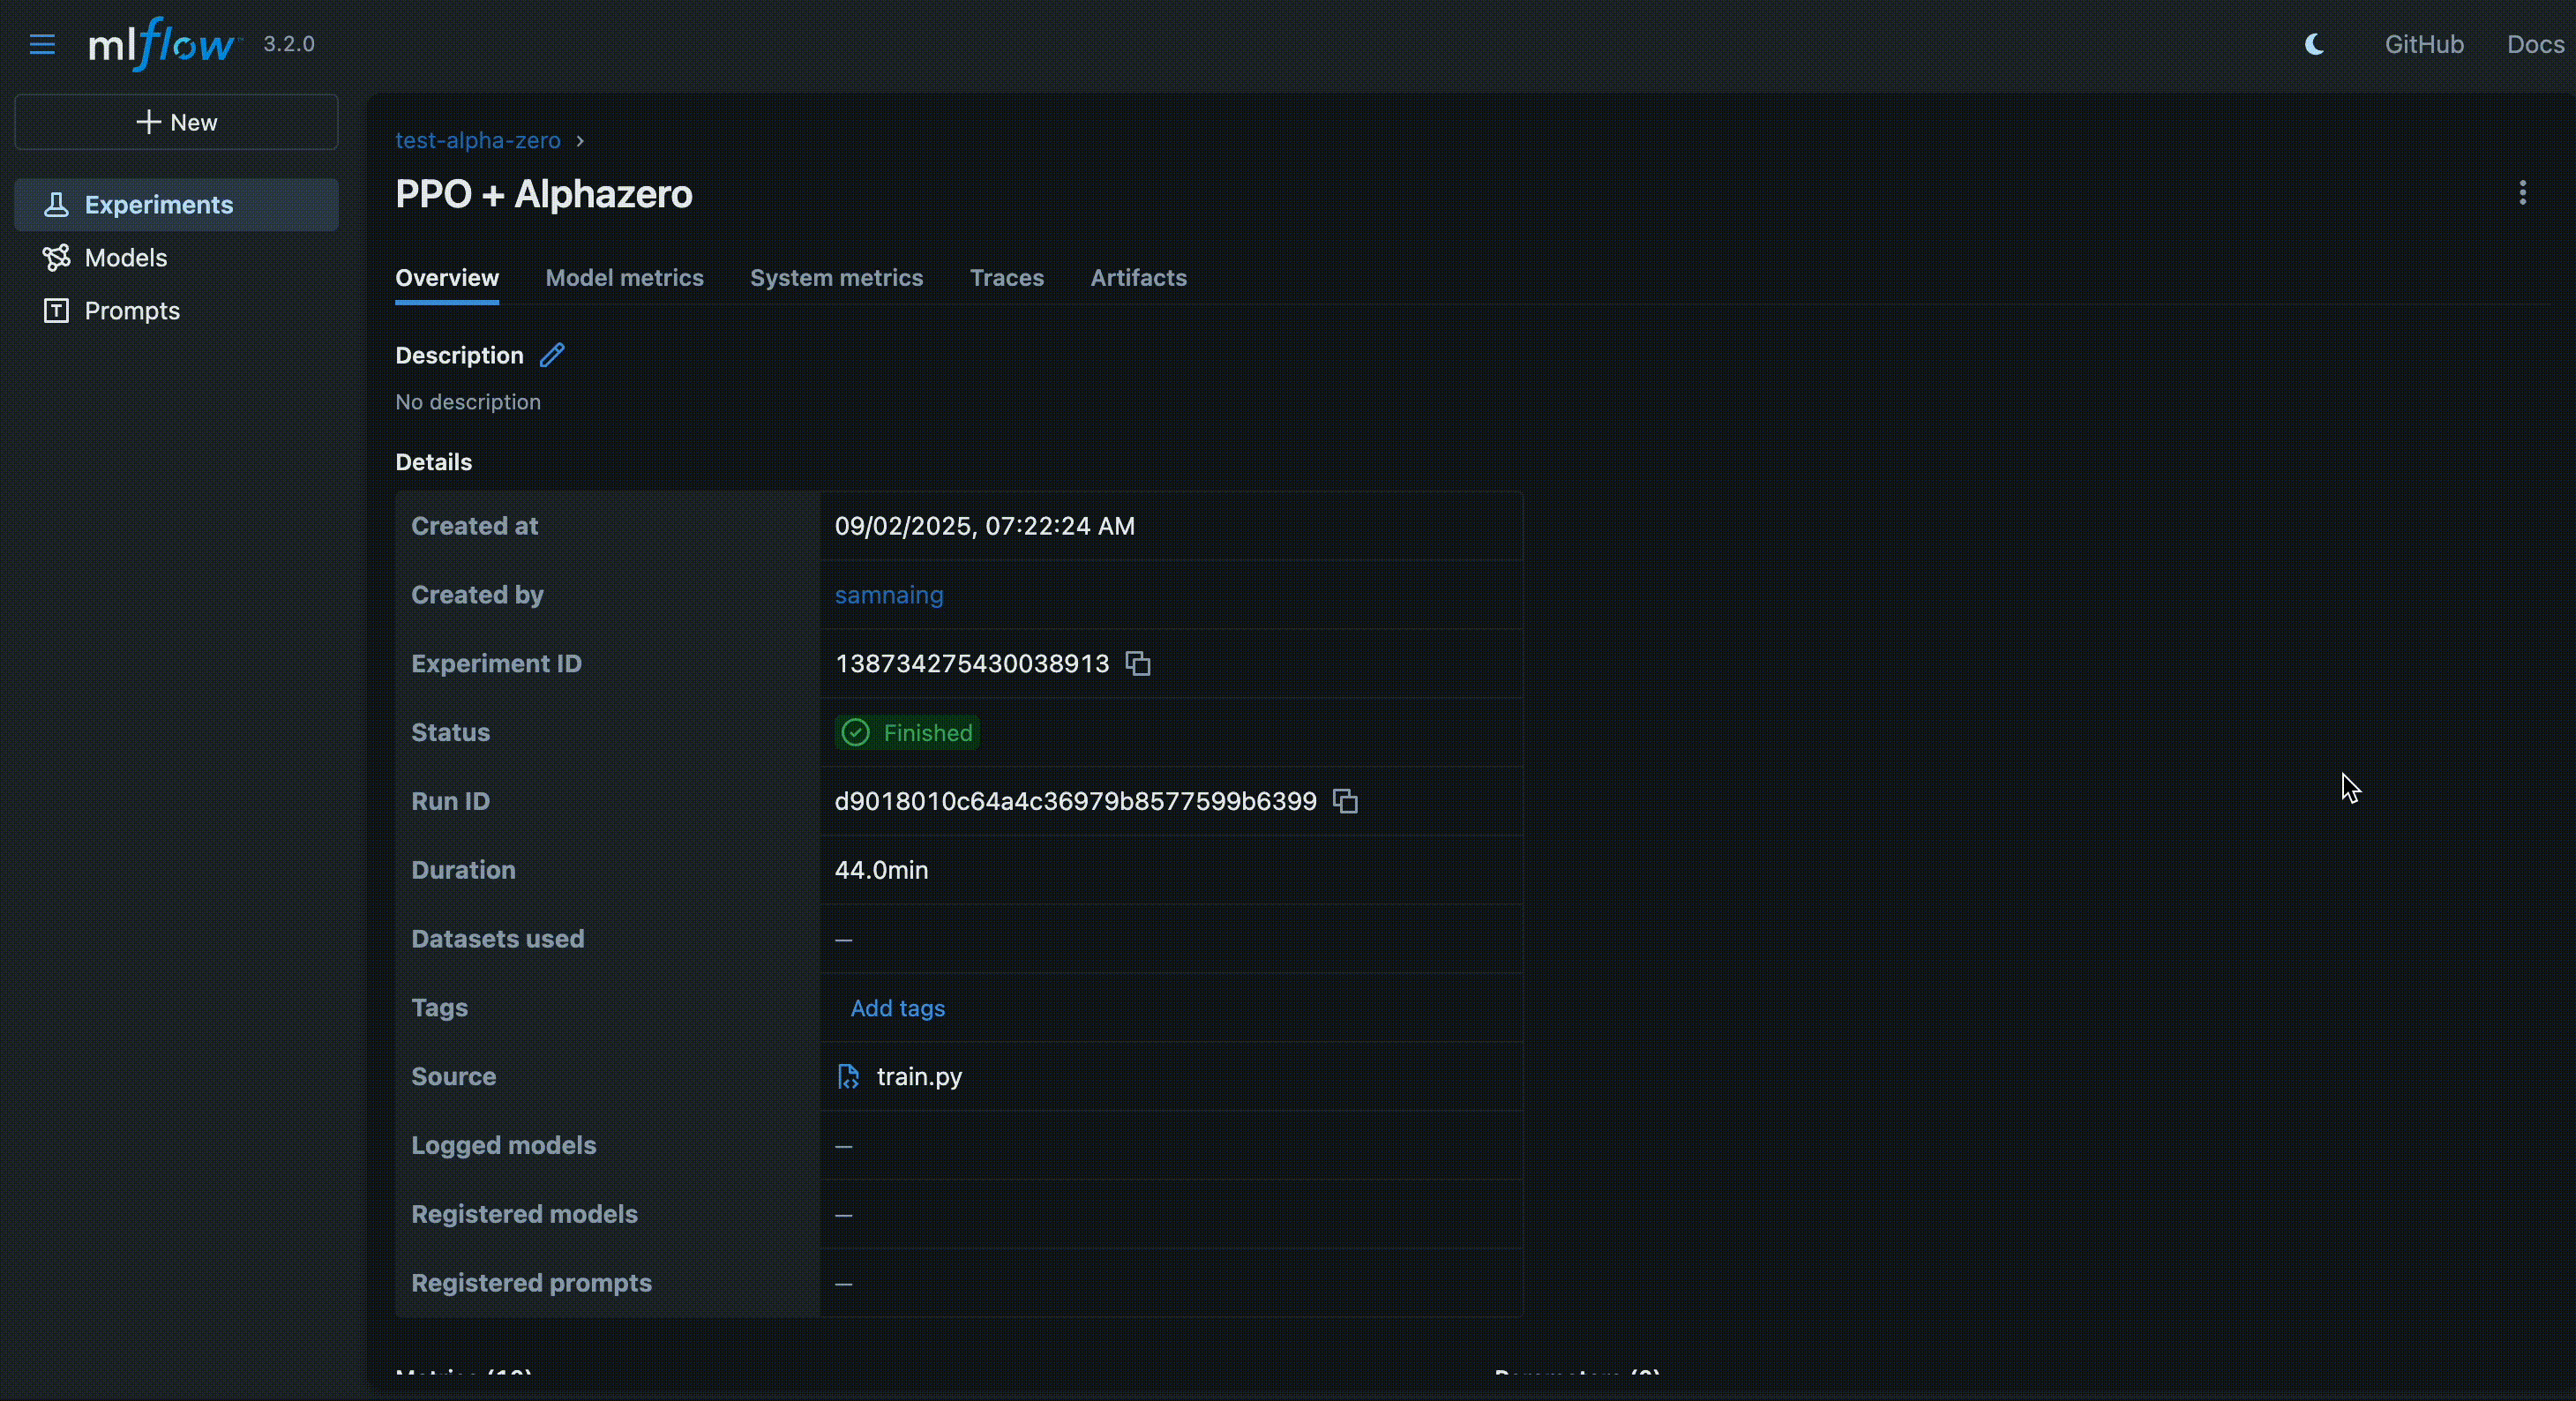 mlflow™ 3.2.0
GitHub Docs
New
Experiments
Models
Prompts
test-alpha-zero
PPO + Alphazero
Overview Model metrics System metrics Traces Artifacts
Description
No description
Details
Created at 09/02/2025, 07:22:24 AM
Created by samnaing
Experiment ID 138734275430038913
Status Finished
Run ID d9018010c64a4c36979b8577599b6399
Duration 44.0min
Datasets used —
Tags Add tags
Source train.py
Logged models —
Registered models —
Registered prompts —